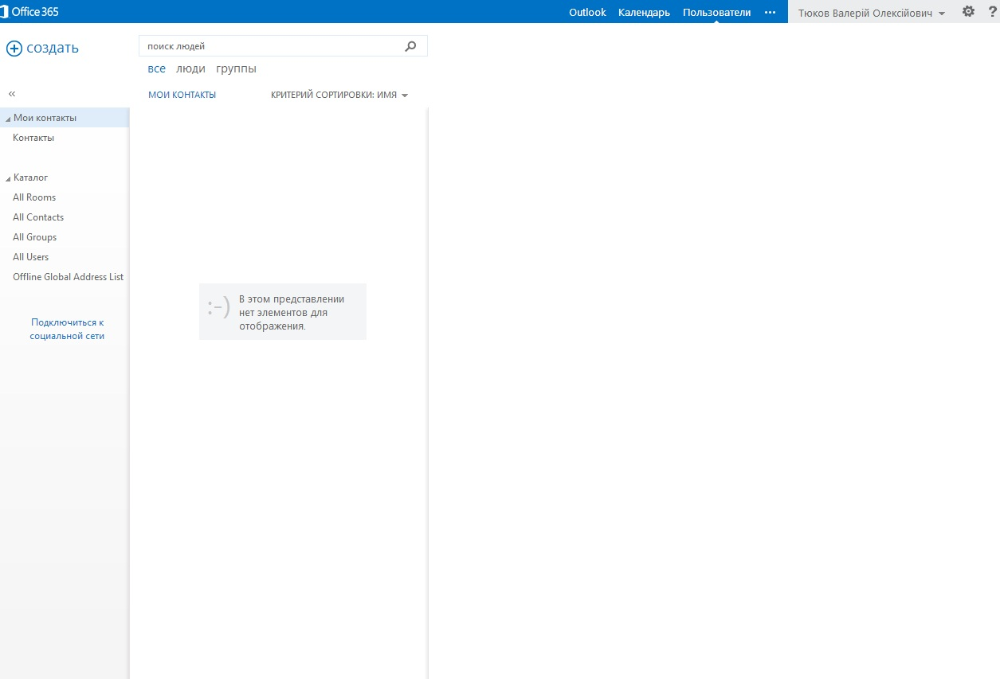 Office 365
Outlook Календарь Пользователи ··· Тюков Валерій Олексійович ?
создать
поиск людей
все люди группы
«
МОИ КОНТАКТЫ КРИТЕРИЙ СОРТИРОВКИ: ИМЯ
Мои контакты
Контакты
Каталог
All Rooms
All Contacts
All Groups
All Users
Offline Global Address List
Подключиться к
социальной сети
:-)
В этом представлении
нет элементов для
отображения.